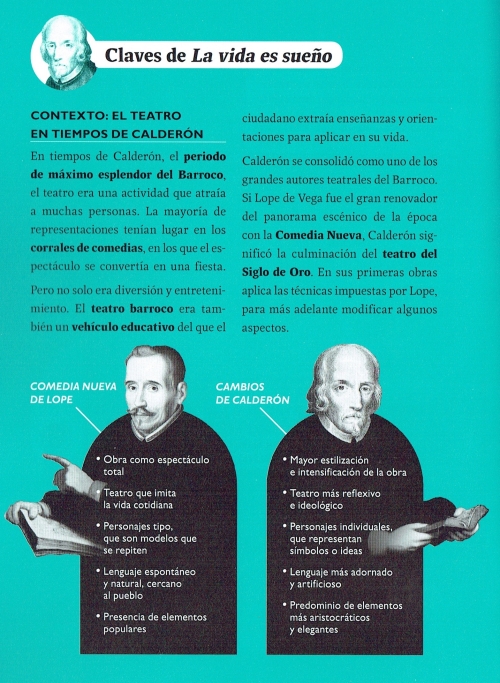 Claves de La vida es sueño
CONTEXTO: EL TEATRO
EN TIEMPOS DE CALDERÓN
En tiempos de Calderón, el periodo
de máximo esplendor del Barroco,
el teatro era una actividad que atraía
a muchas personas. La mayoría de
representaciones tenían lugar en los
corrales de comedias, en los que el es-
pectáculo se convertía en una fiesta.
Pero no solo era diversión y entreteni-
miento. El teatro barroco era tam-
bién un vehículo educativo del que el
ciudadano extraía enseñanzas y orien-
taciones para aplicar en su vida.
Calderón se consolidó como uno de los
grandes autores teatrales del Barroco.
Si Lope de Vega fue el gran renovador
del panorama escénico de la época
con la Comedia Nueva, Calderón sig-
nificó la culminación del teatro del
Siglo de Oro. En sus primeras obras
aplica las técnicas impuestas por Lope,
para más adelante modificar algunos
aspectos.
COMEDIA NUEVA
DE LOPE
• Obra como espectáculo
total
• Teatro que imita
la vida cotidiana
• Personajes tipo,
que son modelos que
se repiten
• Lenguaje espontáneo
y natural, cercano
al pueblo
• Presencia de elementos
populares
CAMBIOS
DE CALDERÓN
• Mayor estilización
e intensificación de la obra
• Teatro más reflexivo
e ideológico
• Personajes individuales,
que representan
símbolos o ideas
• Lenguaje más adornado
y artificioso
• Predominio de elementos
más aristocráticos
y elegantes